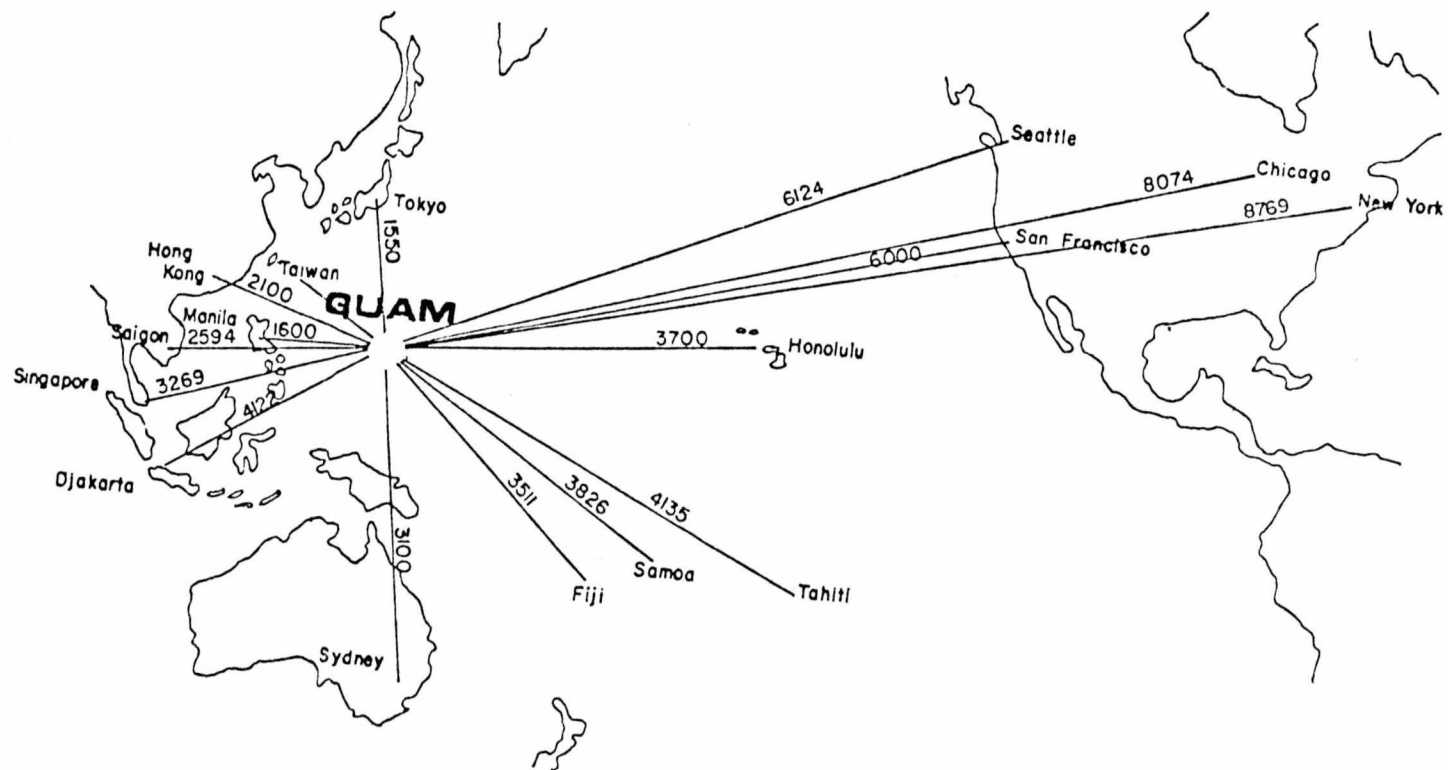 Seattle
6124
8074
Chicago
8769
New York
Tokyo
1550
6000
San Francisco
Hong
Kong
Taiwan
2100
GUAM
Manila
1600
Saigon
2594
3700
Honolulu
Singapore
3269
4122
Djakarta
3511
3826
4135
3100
Fiji
Samoa
Tahiti
Sydney